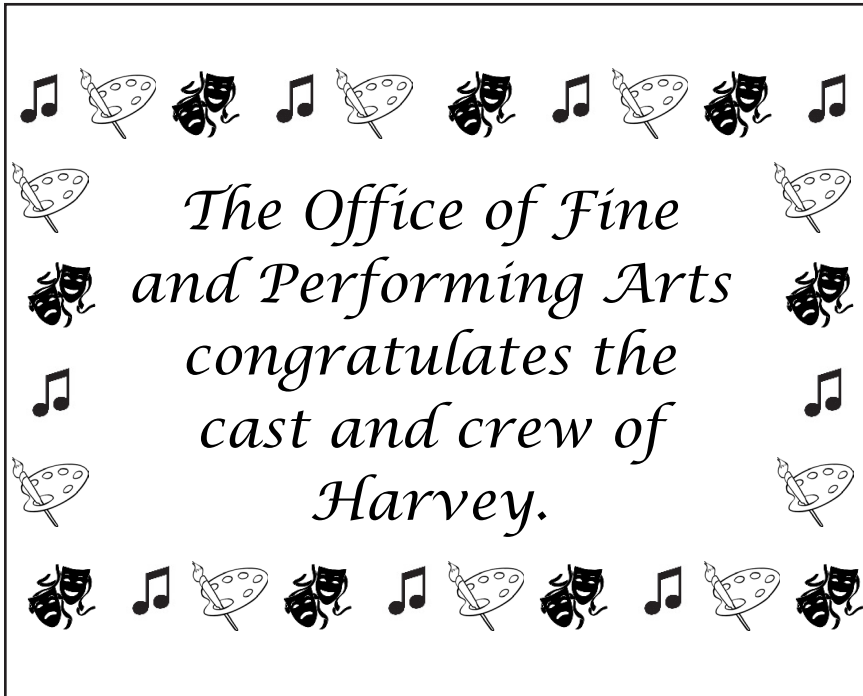 The Office of Fine
and Performing Arts
congratulates the
cast and crew of
Harvey.